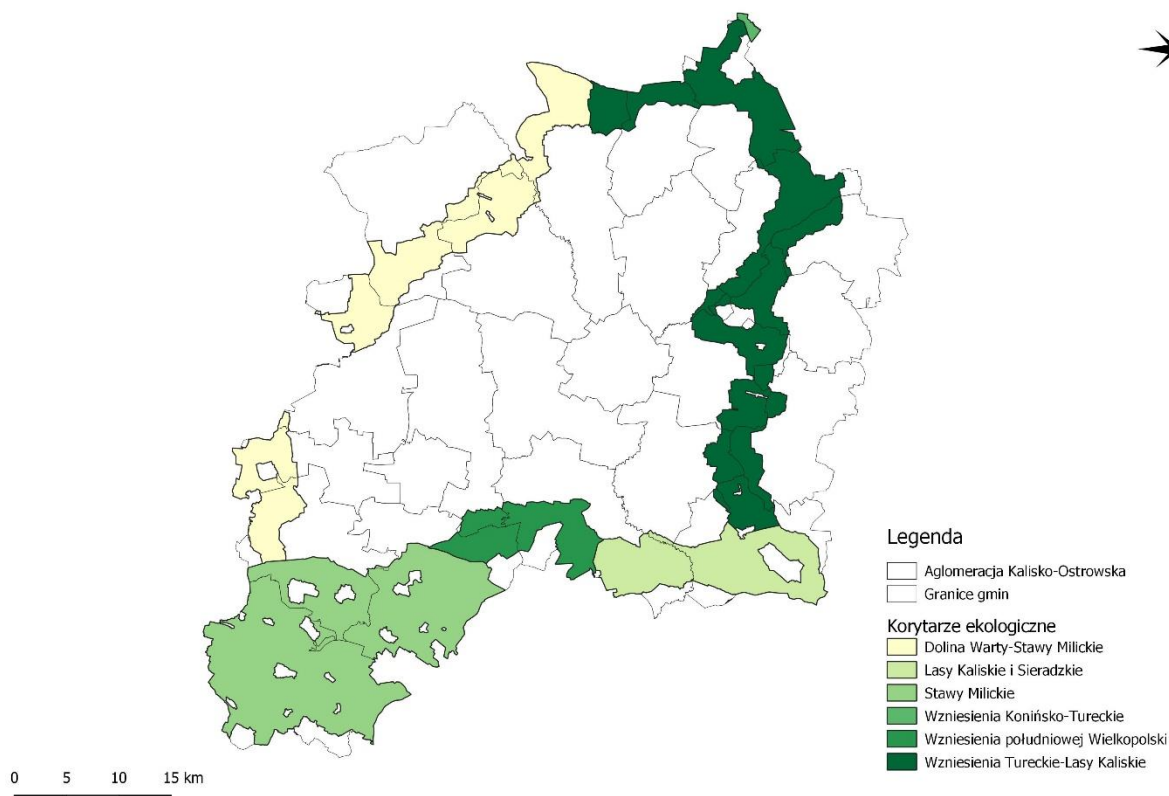 Legenda
Aglomeracja Kalisko-Ostrowska
Granice gmin
Korytarze ekologiczne
Dolina Warty-Stawy Milickie
Lasy Kaliskie i Sieradzkie
Stawy Milickie
Wzniesienia Konińsko-Tureckie
Wzniesienia południowej Wielkopolski
Wzniesienia Tureckie-Lasy Kaliskie
0 5 10 15 km